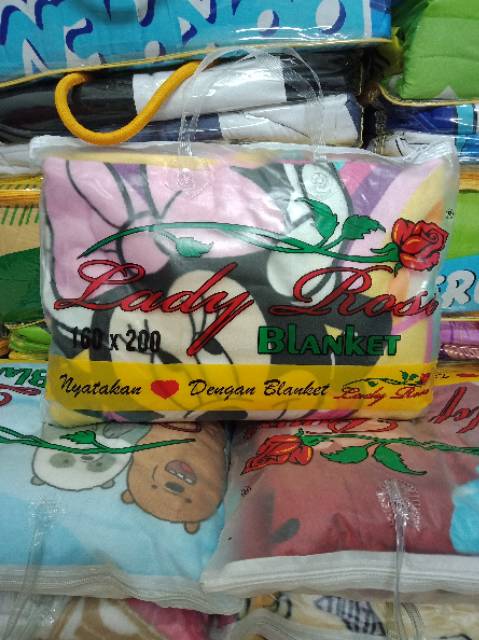 Lady Rose
160 x 200
BLANKET
Nyatakan ❤ Dengan Blanket Lady Rose